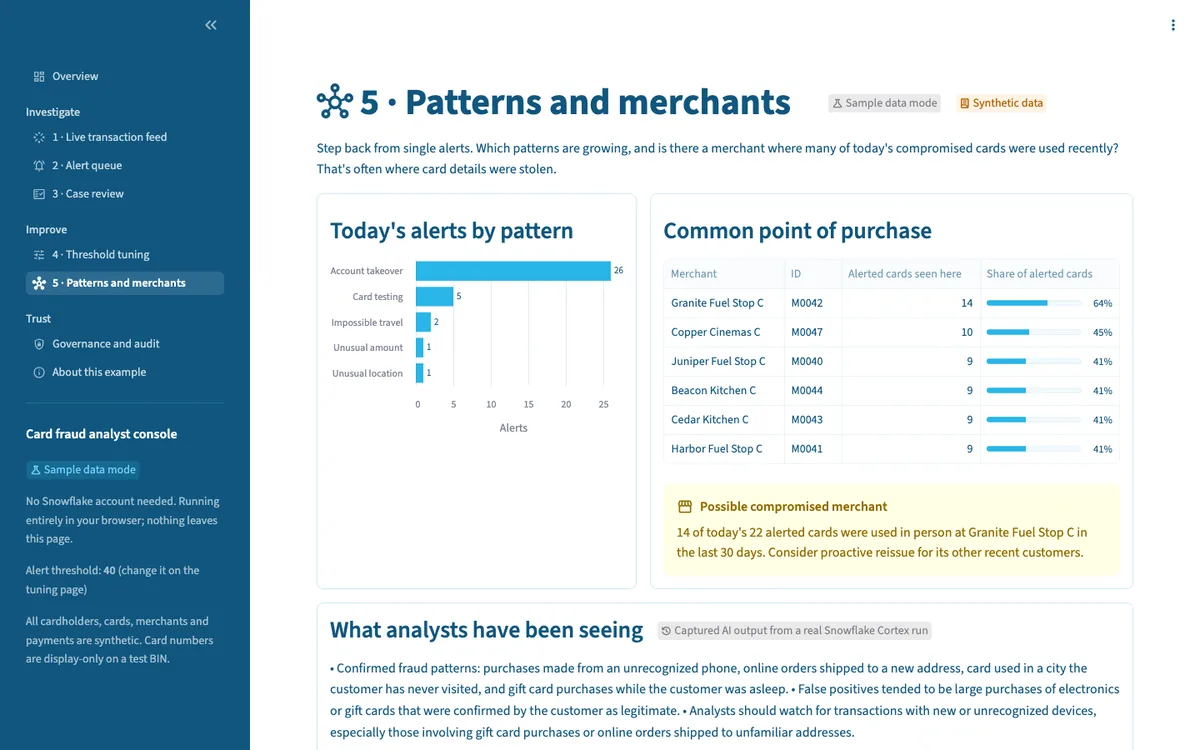 Overview
Investigate
1 · Live transaction feed
2 · Alert queue
3 · Case review
Improve
4 · Threshold tuning
5 · Patterns and merchants
Trust
Governance and audit
About this example
Card fraud analyst console
Sample data mode
No Snowflake account needed. Running
entirely in your browser; nothing leaves
this page.
Alert threshold: 40 (change it on the
tuning page)
All cardholders, cards, merchants and
payments are synthetic. Card numbers
are display-only on a test BIN.
5 · Patterns and merchants
Sample data mode
Synthetic data
Step back from single alerts. Which patterns are growing, and is there a merchant where many of today's compromised cards were used recently?
That's often where card details were stolen.
Today's alerts by pattern
Account takeover 26
Card testing 5
Impossible travel 2
Unusual amount 1
Unusual location 1
0 5 10 15 20 25
Alerts
Common point of purchase
Merchant ID Alerted cards seen here Share of alerted cards
Granite Fuel Stop C M0042 14 64%
Copper Cinemas C M0047 10 45%
Juniper Fuel Stop C M0040 9 41%
Beacon Kitchen C M0044 9 41%
Cedar Kitchen C M0043 9 41%
Harbor Fuel Stop C M0041 9 41%
Possible compromised merchant
14 of today's 22 alerted cards were used in person at Granite Fuel Stop C in
the last 30 days. Consider proactive reissue for its other recent customers.
What analysts have been seeing
Captured AI output from a real Snowflake Cortex run
• Confirmed fraud patterns: purchases made from an unrecognized phone, online orders shipped to a new address, card used in a city the
customer has never visited, and gift card purchases while the customer was asleep. • False positives tended to be large purchases of electronics
or gift cards that were confirmed by the customer as legitimate. • Analysts should watch for transactions with new or unrecognized devices,
especially those involving gift card purchases or online orders shipped to unfamiliar addresses.